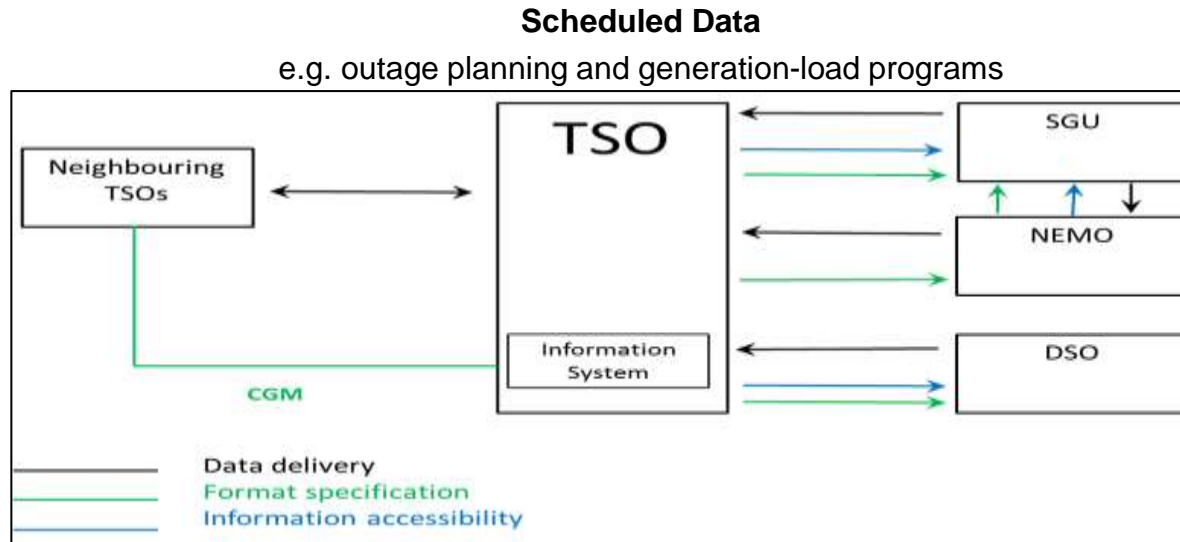 Scheduled Data
e.g. outage planning and generation-load programs
TSO
SGU
Neighbouring
TSOs
NEMO
Information
System
DSO
CGM
Data delivery
Format specification
Information accessibility